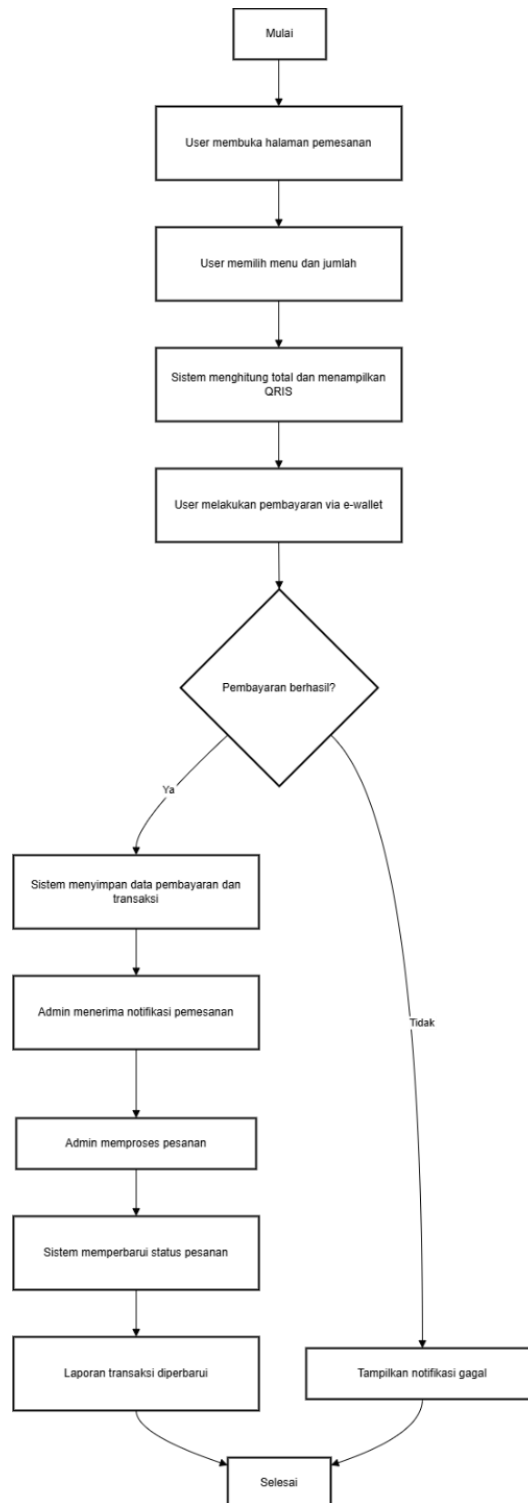 Mulai
User membuka halaman pemesanan
User memilih menu dan jumlah
Sistem menghitung total dan menampilkan
QRIS
User melakukan pembayaran via e-wallet
Pembayaran berhasil?
Ya
Sistem menyimpan data pembayaran dan
transaksi
Admin menerima notifikasi pemesanan
Tidak
Admin memproses pesanan
Sistem memperbarui status pesanan
Laporan transaksi diperbarui
Tampilkan notifikasi gagal
Selesai